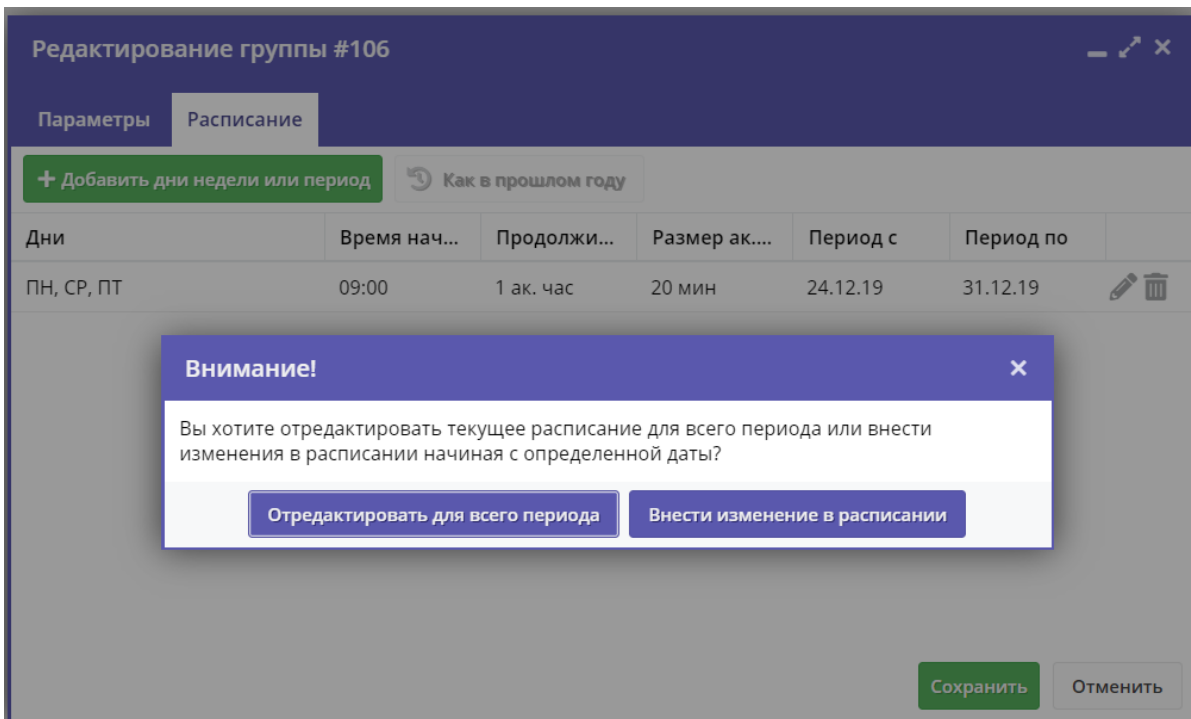 Редактирование группы #106
Параметры Расписание
Добавить дни недели или период Как в прошлом году
Дни Время нач... Продолжи... Размер ак.... Период с Период по
ПН, СР, ПТ 09:00 1 ак. час 20 мин 24.12.19 31.12.19
Внимание!
Вы хотите отредактировать текущее расписание для всего периода или внести
изменения в расписании начиная с определенной даты?
Отредактировать для всего периода Внести изменение в расписании
Сохранить Отменить